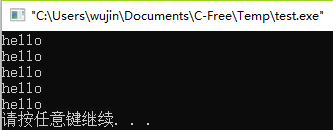 "C:\Users\wujin\Documents\C-Free\Temp\test.exe"
hello
hello
hello
hello
hello
请按任意键继续. . .